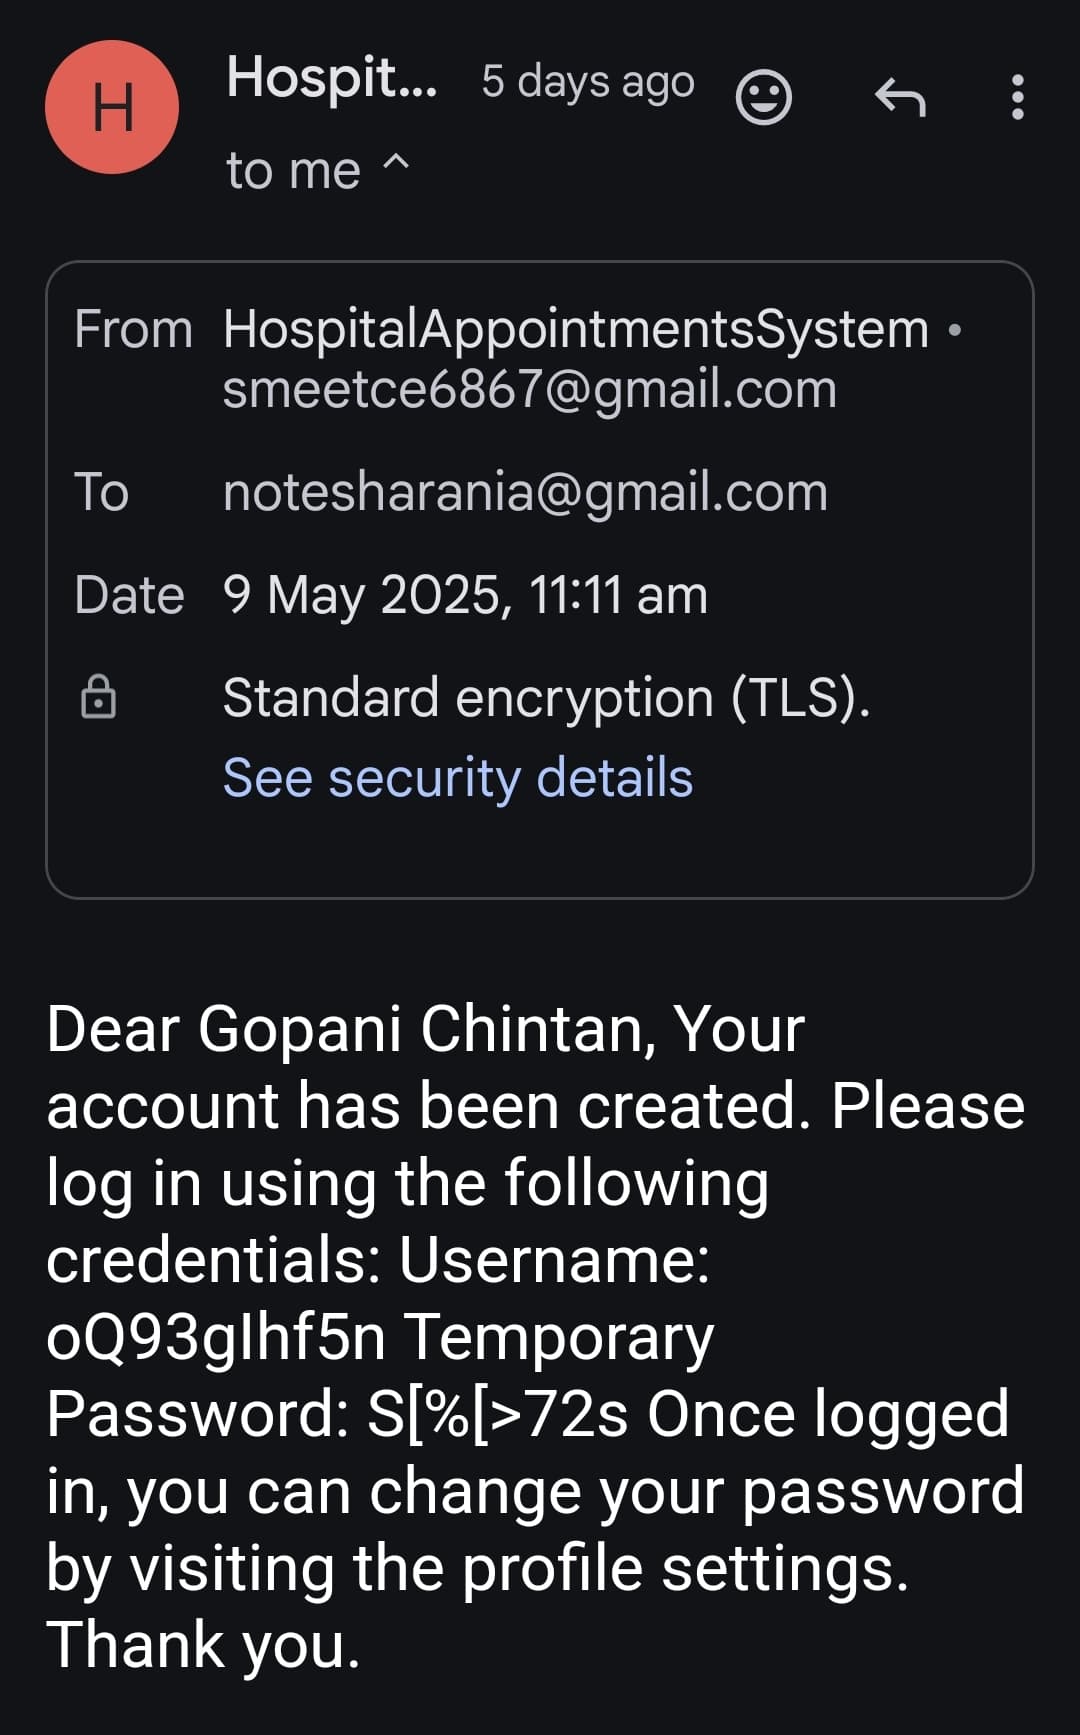 H
Hospit... 5 days ago
to me
From HospitalAppointmentsSystem •
smeetce6867@gmail.com
To notesharania@gmail.com
Date 9 May 2025, 11:11 am
Standard encryption (TLS).
See security details
Dear Gopani Chintan, Your
account has been created. Please
log in using the following
credentials: Username:
oQ93glhf5n Temporary
Password: S[%[>72s Once logged
in, you can change your password
by visiting the profile settings.
Thank you.